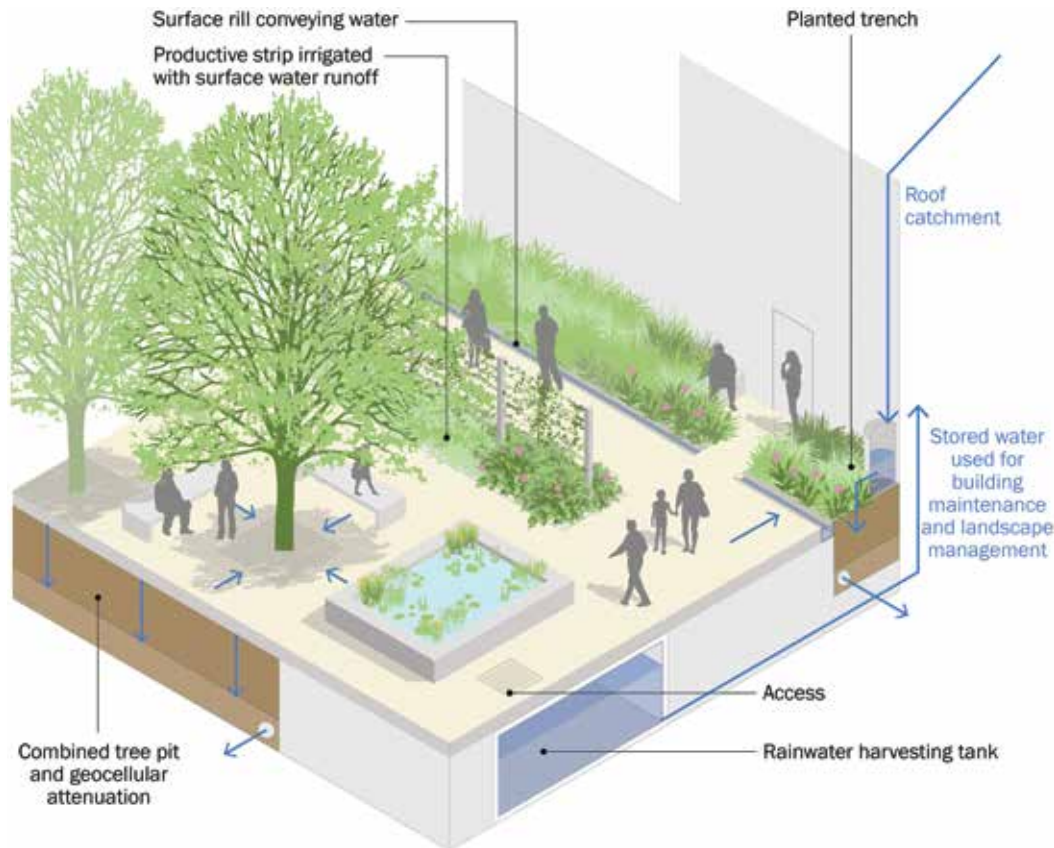 Surface rill conveying water
Productive strip irrigated
with surface water runoff
Planted trench
Roof
catchment
Stored water
used for
building
maintenance
and landscape
management
Access
Rainwater harvesting tank
Combined tree pit
and geocellular
attenuation